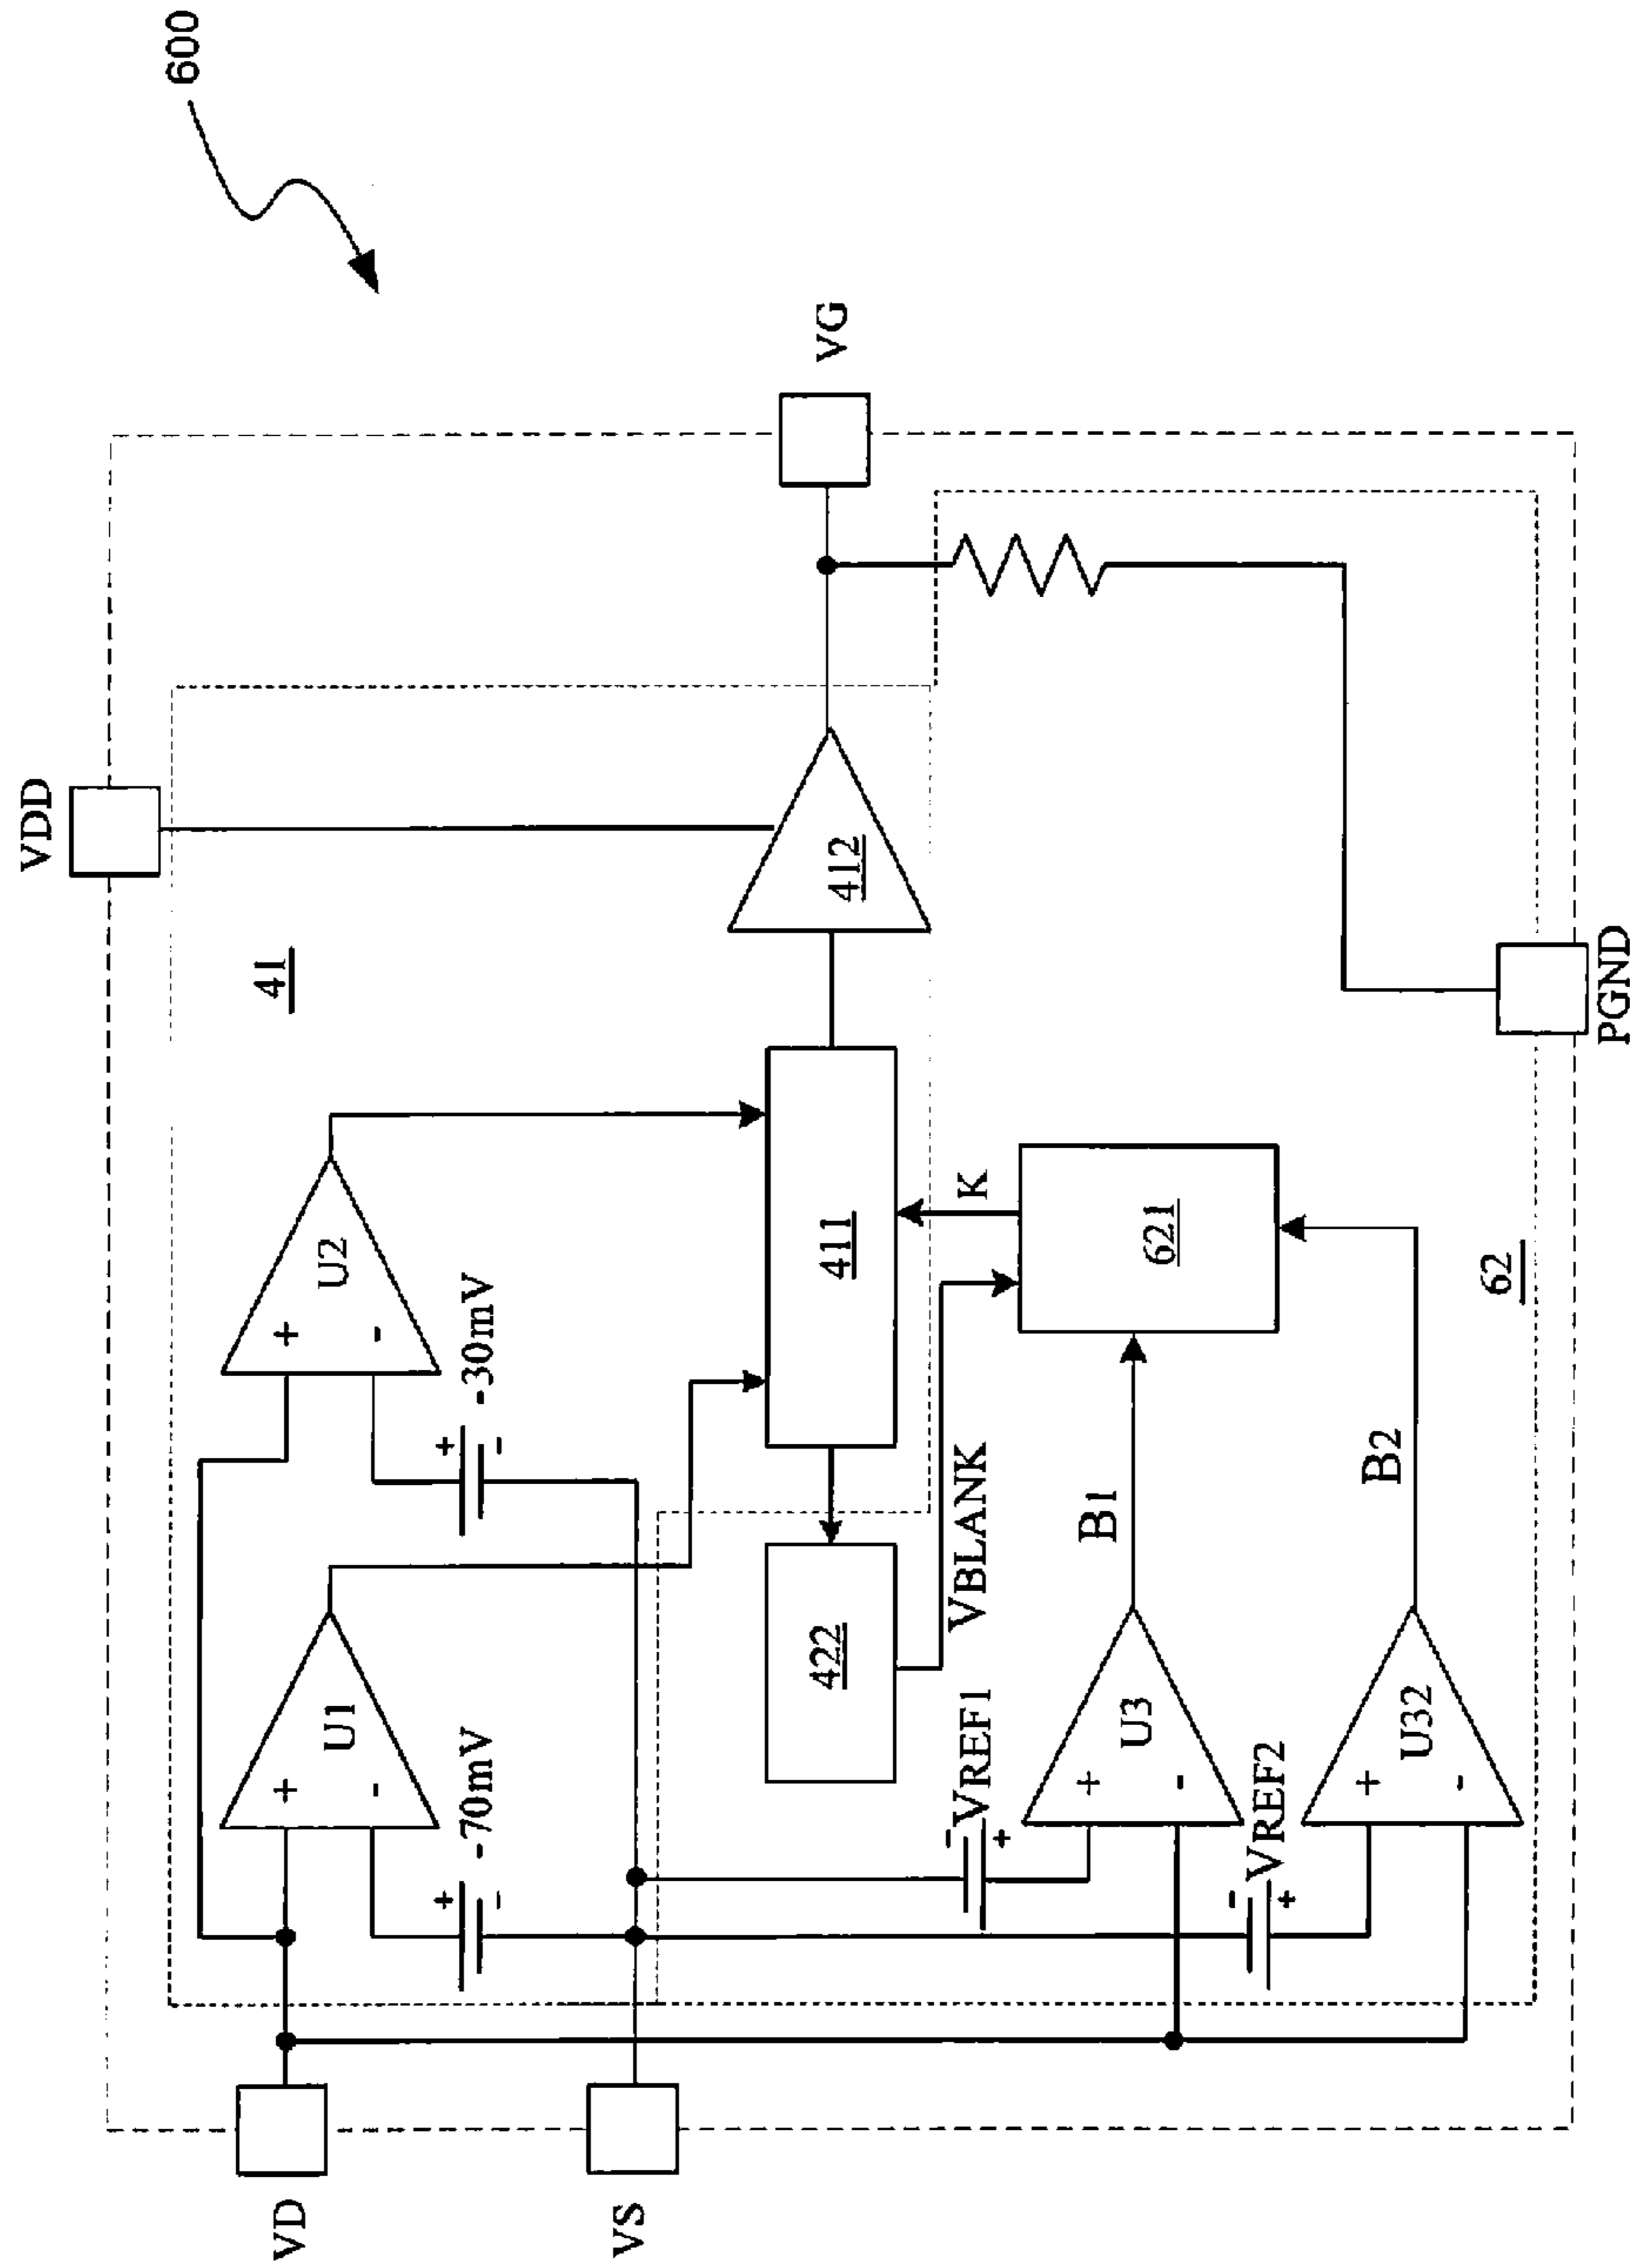 600
VDD
VG
41
412
VD
U1
+
-
-70mV
+
-
U2
+
-
-30mV
+
-
VS
411
422
VBLANK
K
621
VREF1
-
+
U3
+
-
B1
VREF2
-
+
U32
+
-
B2
62
PGND